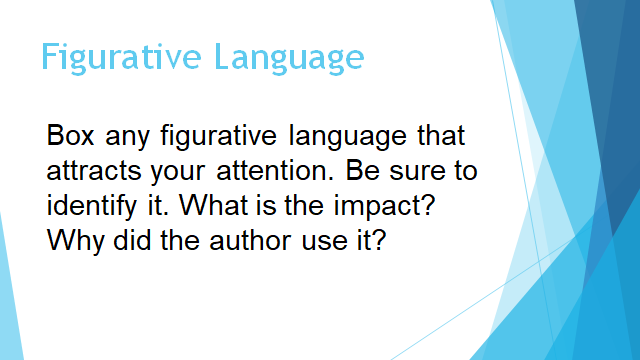 Figurative Language
Box any figurative language that
attracts your attention. Be sure to
identify it. What is the impact?
Why did the author use it?